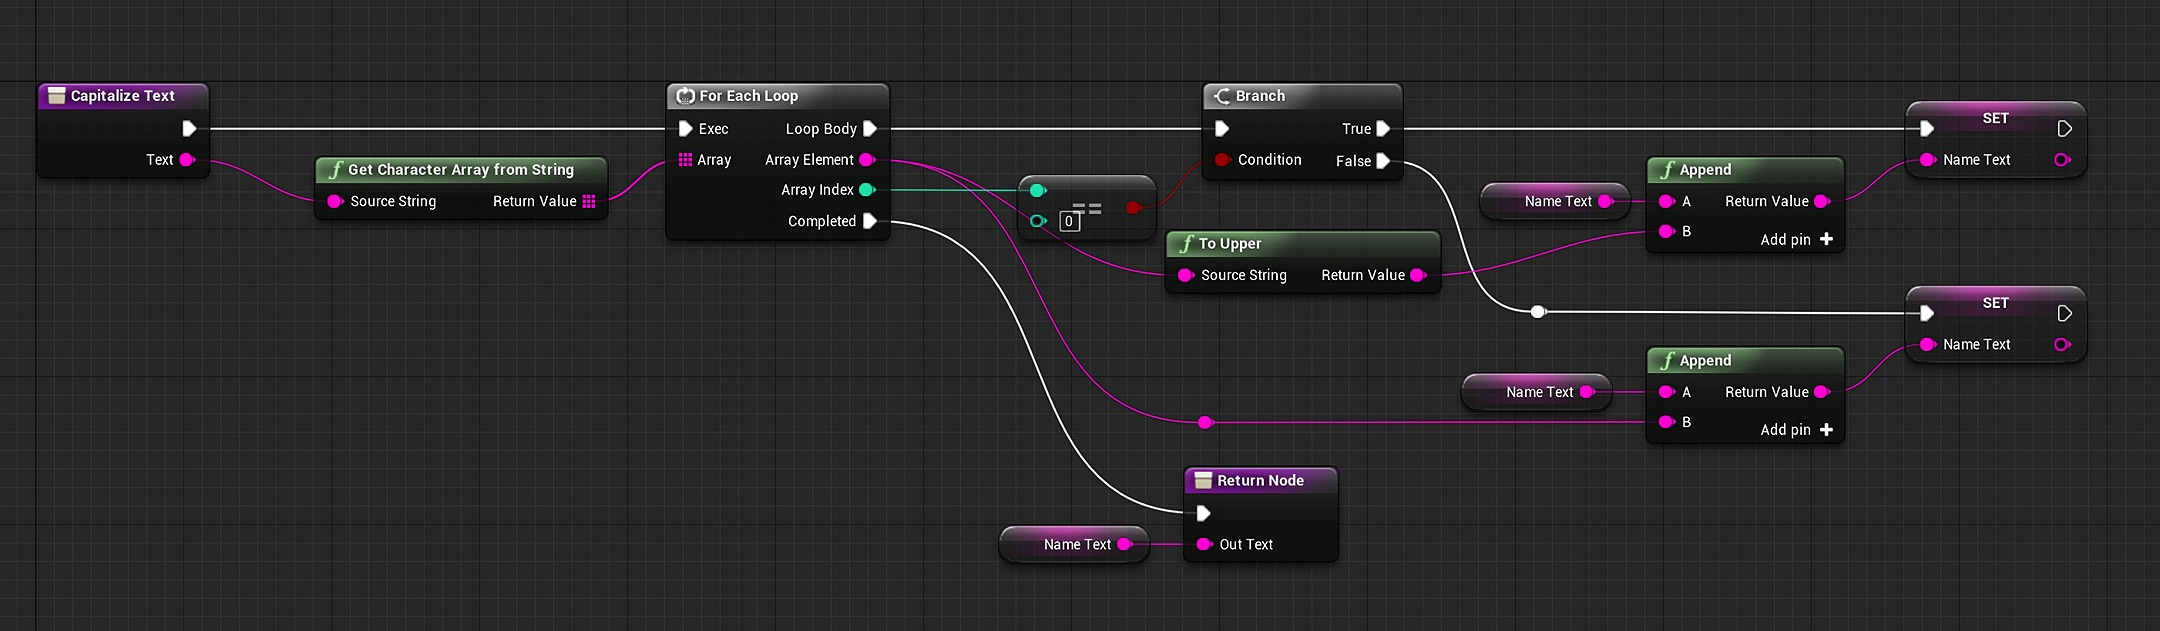 Capitalize Text
Text
Get Character Array from String
Source String Return Value
For Each Loop
Exec Loop Body
Array Array Element
Array Index
Completed
==
0
Branch
True
Condition False
To Upper
Source String Return Value
Name Text
Append
A Return Value
B
Add pin
SET
Name Text
Name Text
Append
A Return Value
B
Add pin
SET
Name Text
Name Text
Return Node
Out Text